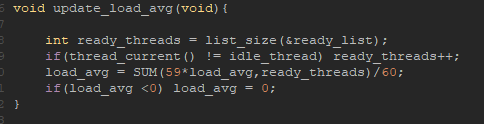 void update_load_avg(void){
int ready_threads = list_size(&ready_list);
if(thread_current() != idle_thread) ready_threads++;
load_avg = SUM(59*load_avg,ready_threads)/60;
if(load_avg <0) load_avg = 0;
}